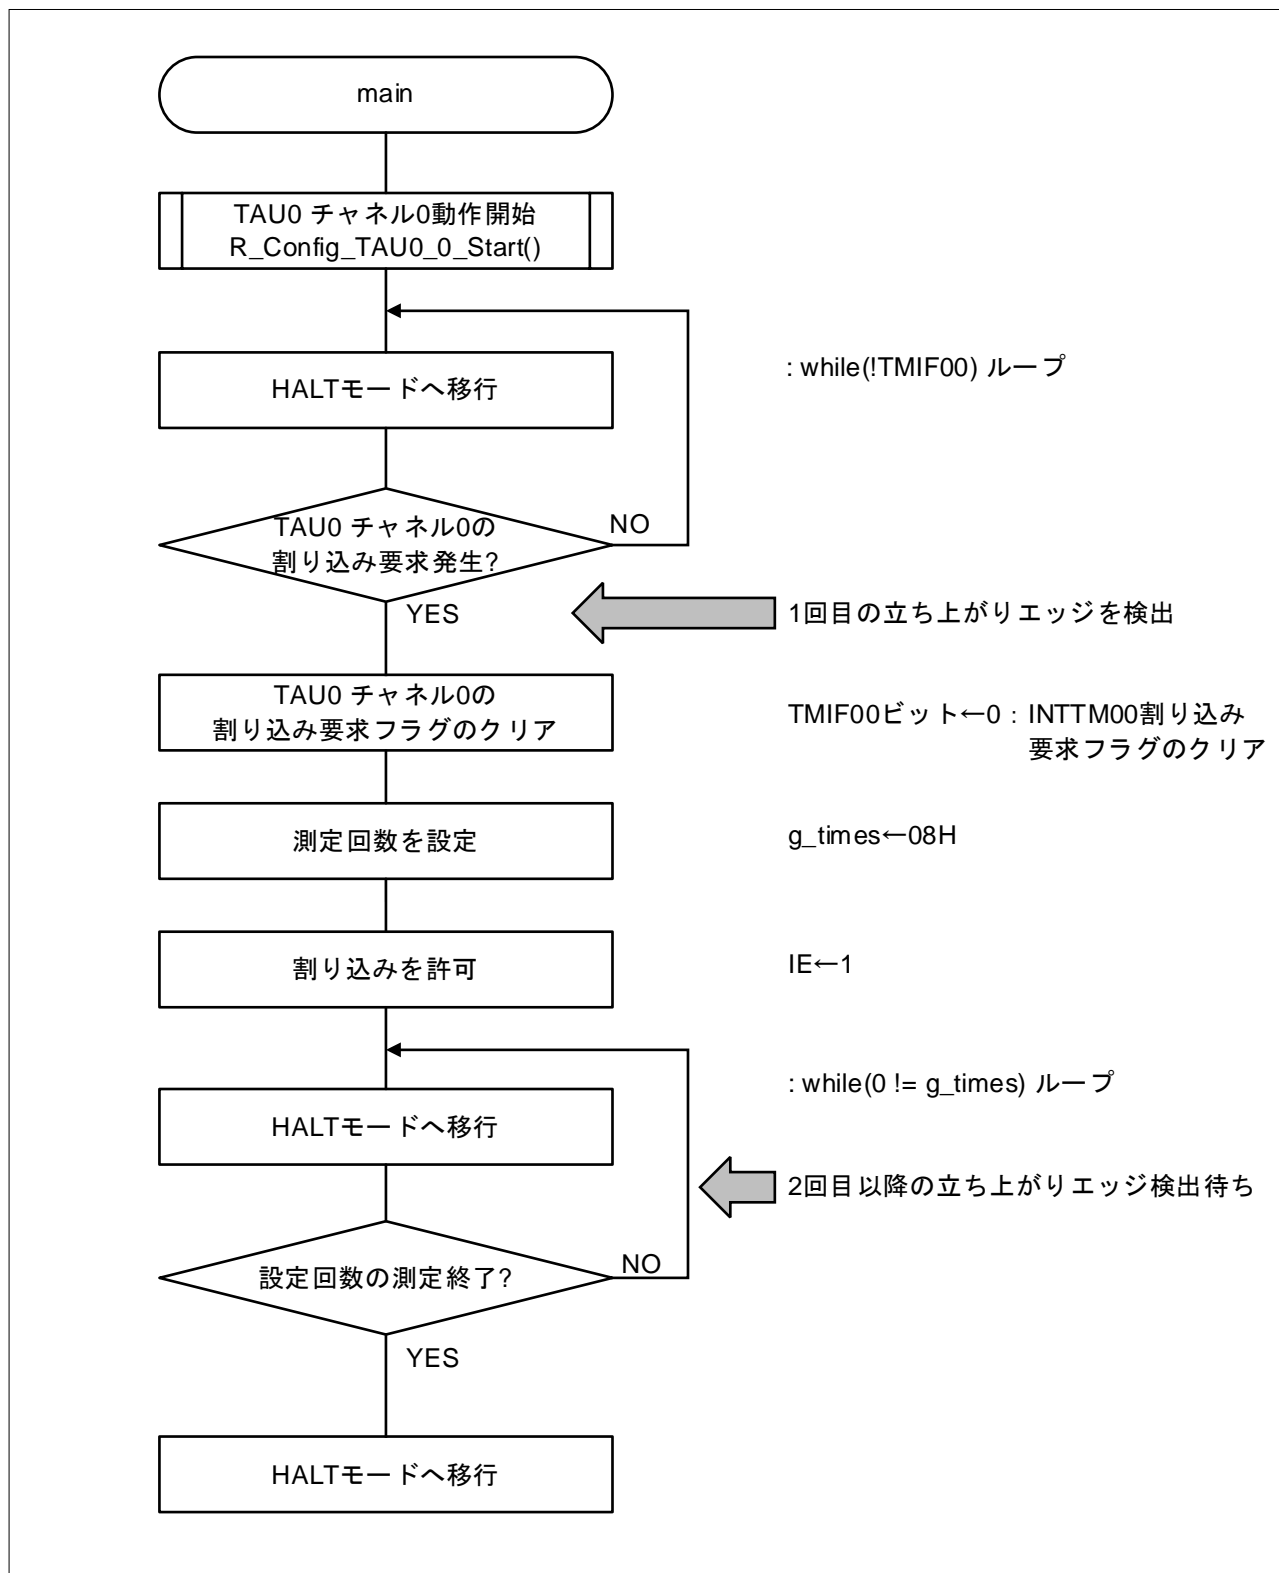 main
TAU0 チャネル0動作開始
R_Config_TAU0_0_Start()
HALTモードへ移行
: while(!TMIF00) ループ
TAU0 チャネル0の
割り込み要求発生?
NO
YES
1回目の立ち上がりエッジを検出
TAU0 チャネル0の
割り込み要求フラグのクリア
TMIF00ビット←0 : INTTM00割り込み
要求フラグのクリア
測定回数を設定
g_times←08H
割り込みを許可
IE←1
: while(0 != g_times) ループ
HALTモードへ移行
2回目以降の立ち上がりエッジ検出待ち
設定回数の測定終了?
NO
YES
HALTモードへ移行